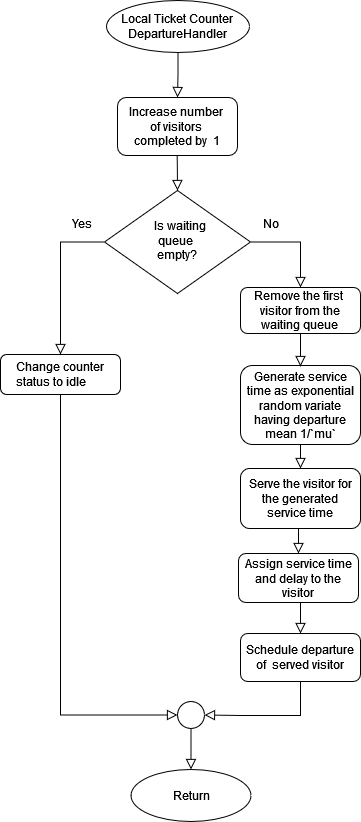 Local Ticket Counter
DepartureHandler
Increase number
of visitors
completed by 1
Is waiting
queue
empty?
Yes
No
Remove the first
visitor from the
waiting queue
Change counter
status to idle
Generate service
time as exponential
random variate
having departure
mean 1/`mu`
Serve the visitor for
the generated
service time
Assign service time
and delay to the
visitor
Schedule departure
of served visitor
Return